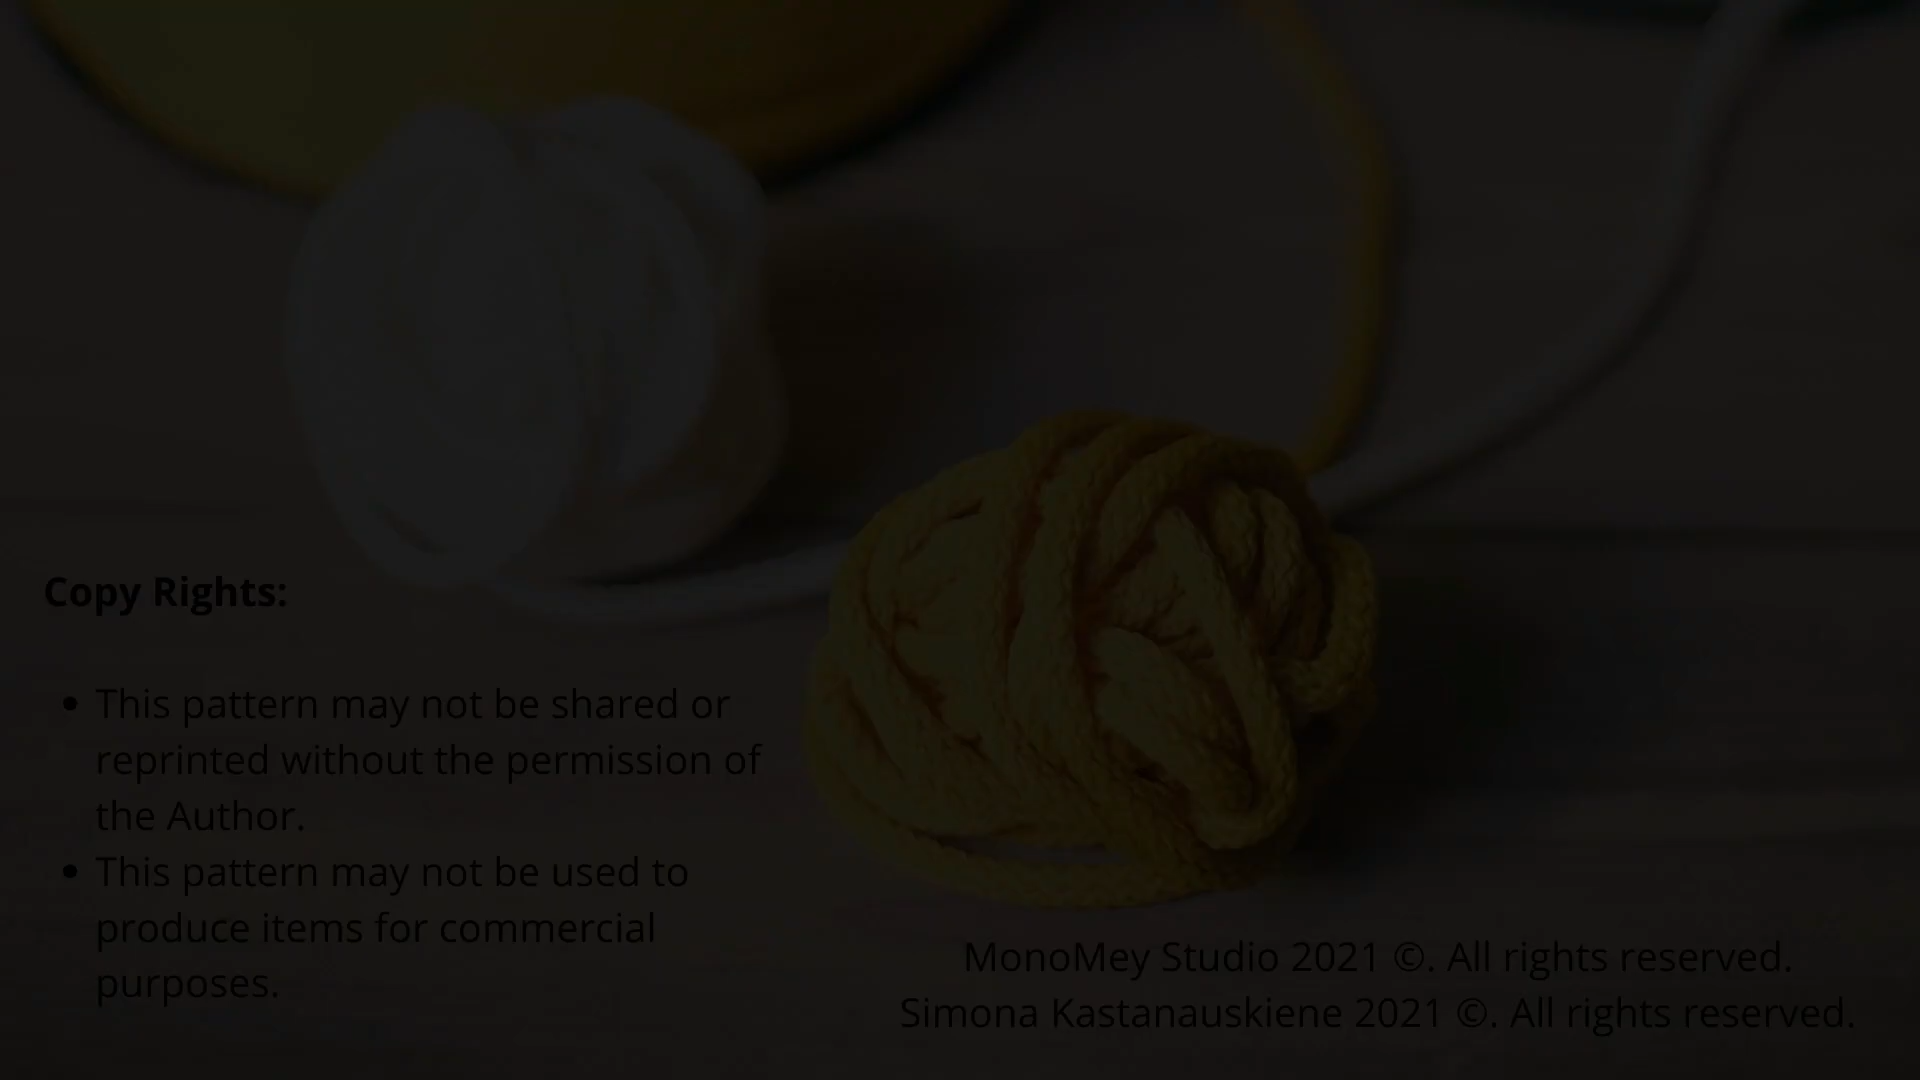 Copy Rights:
This pattern may not be shared or
reprinted without the permission of
the Author.
This pattern may not be used to
produce items for commercial
purposes.
MonoMey Studio 2021 ©. All rights reserved.
Simona Kastanauskiene 2021 ©. All rights reserved.